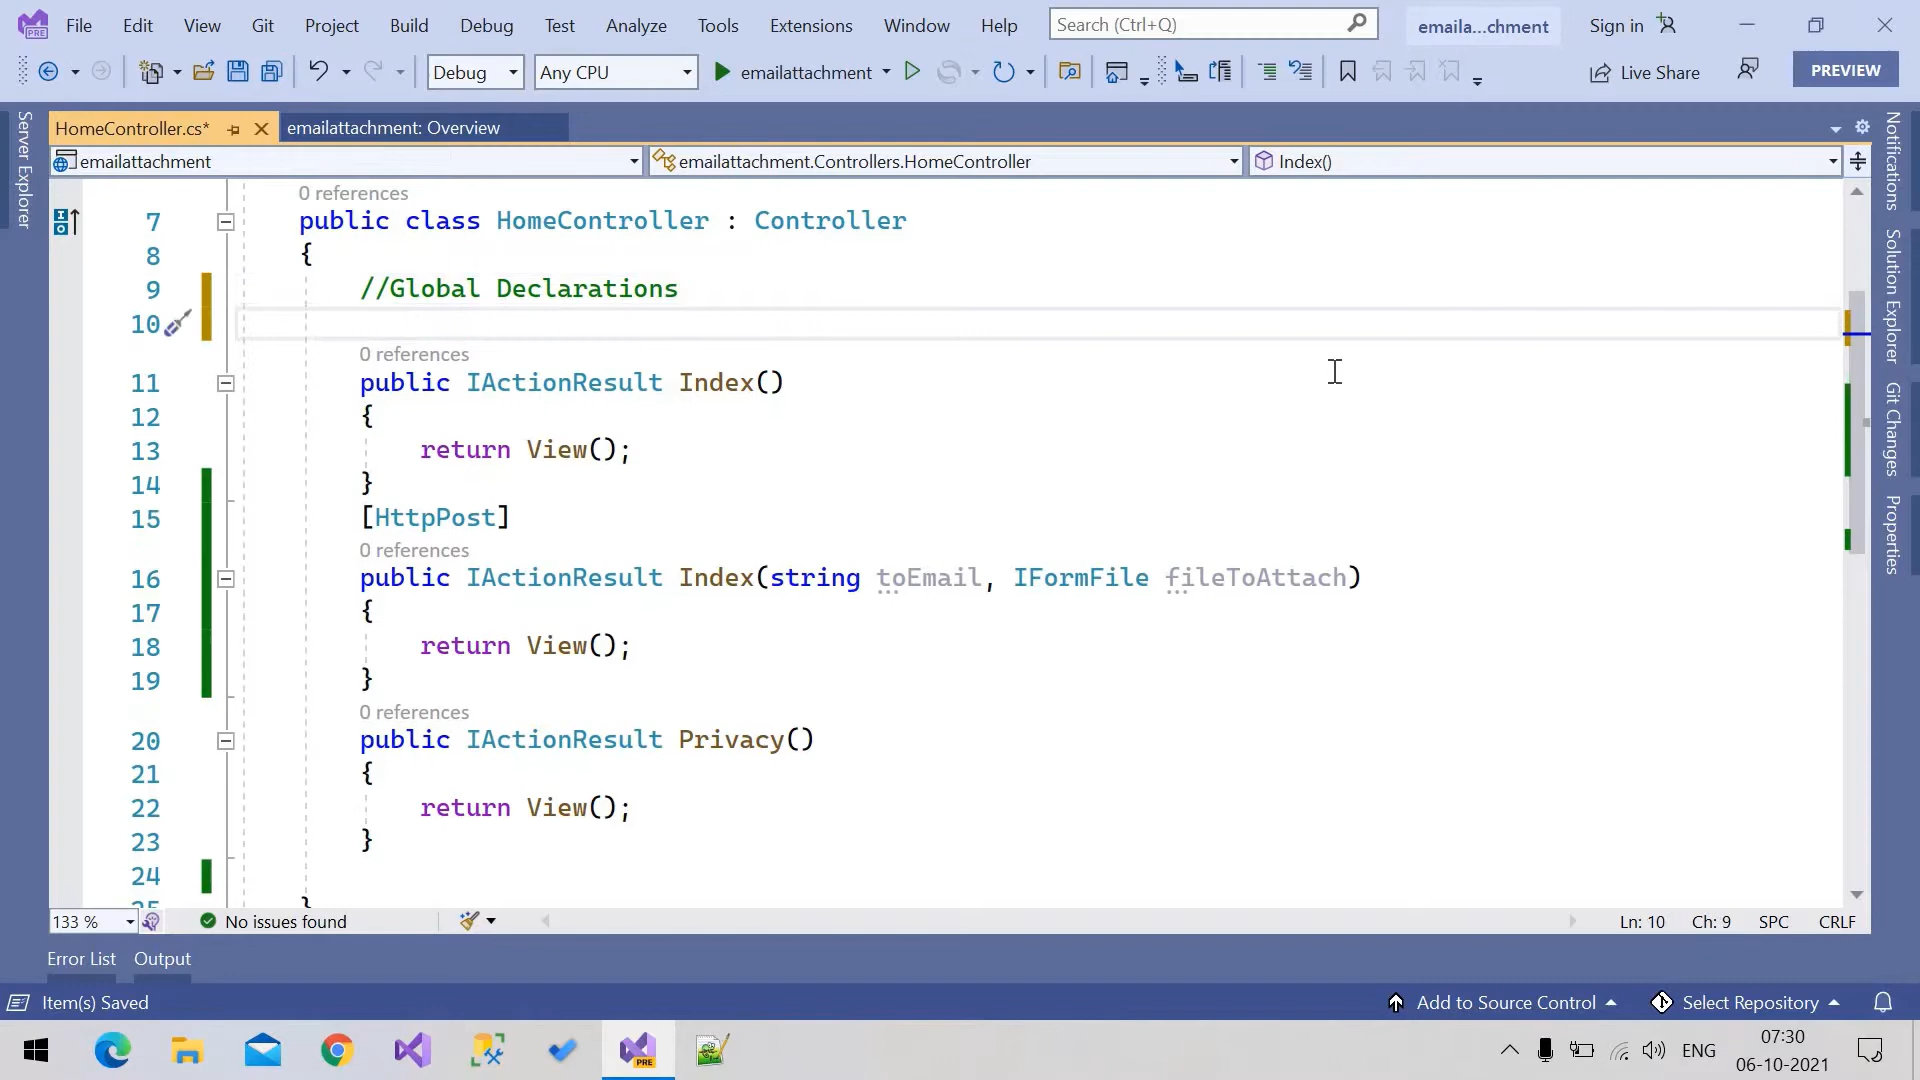 File Edit View Git Project Build Debug Test Analyze Tools Extensions Window Help Search (Ctrl+Q) emaila...chment Sign in
Debug Any CPU emailattachment Live Share PREVIEW
HomeController.cs* emailattachment: Overview
emailattachment emailattachment.Controllers.HomeController Index()
Server Explorer
Notifications
Solution Explorer
Git Changes
Properties
0 references
7 public class HomeController : Controller
8 {
9 //Global Declarations
10
0 references
11 public IActionResult Index()
12 {
13 return View();
14 }
15 [HttpPost]
0 references
16 public IActionResult Index(string toEmail, IFormFile fileToAttach)
17 {
18 return View();
19 }
0 references
20 public IActionResult Privacy()
21 {
22 return View();
23 }
24
25 }
133 % No issues found Ln: 10 Ch: 9 SPC CRLF
Error List Output
Item(s) Saved Add to Source Control Select Repository
PRE
ENG 07:30
06-10-2021